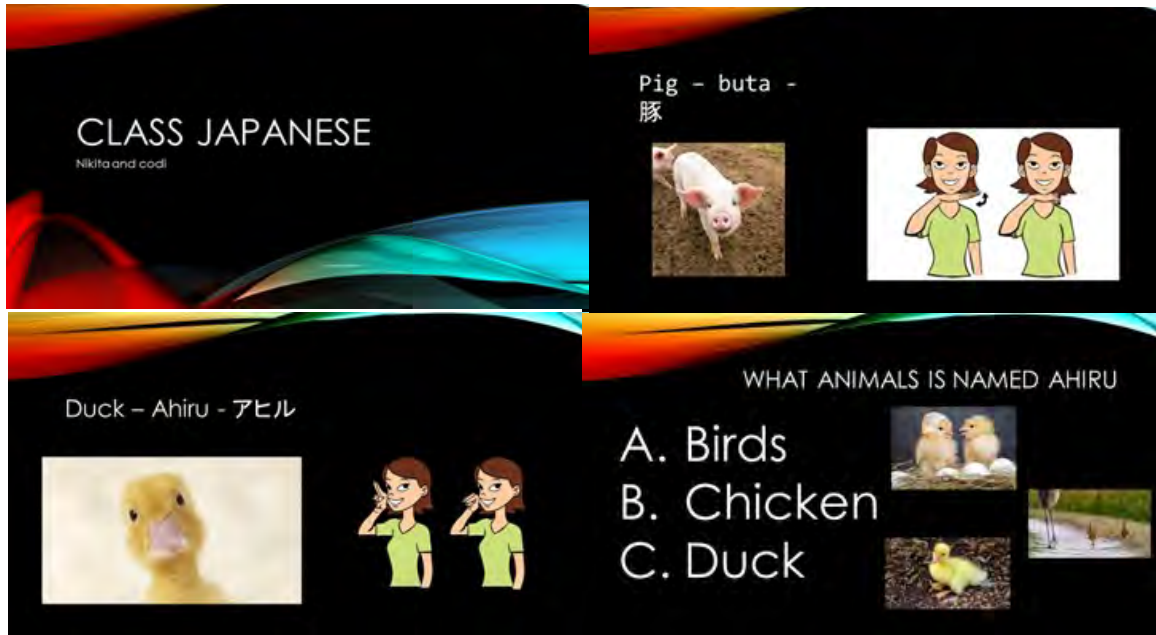 CLASS JAPANESE
Nikita and codi
Pig – buta -
豚
Duck – Ahiru - アヒル
WHAT ANIMALS IS NAMED AHIRU
A. Birds
B. Chicken
C. Duck